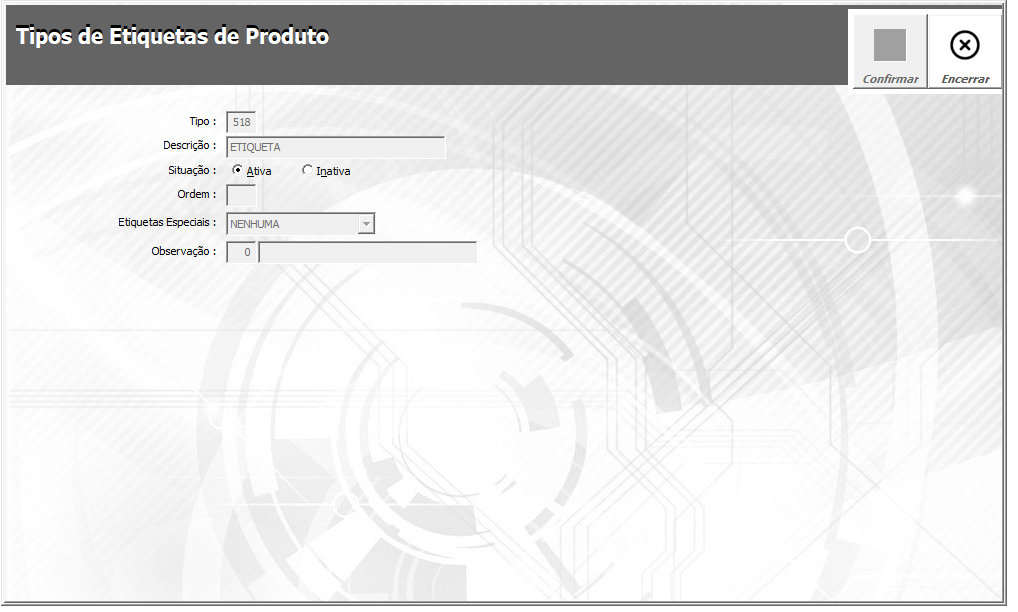 Tipos de Etiquetas de Produto
Confirmar
Encerrar
Tipo : 518
Descrição : ETIQUETA
Situação : Ativa Inativa
Ordem :
Etiquetas Especiais : NENHUMA
Observação : 0